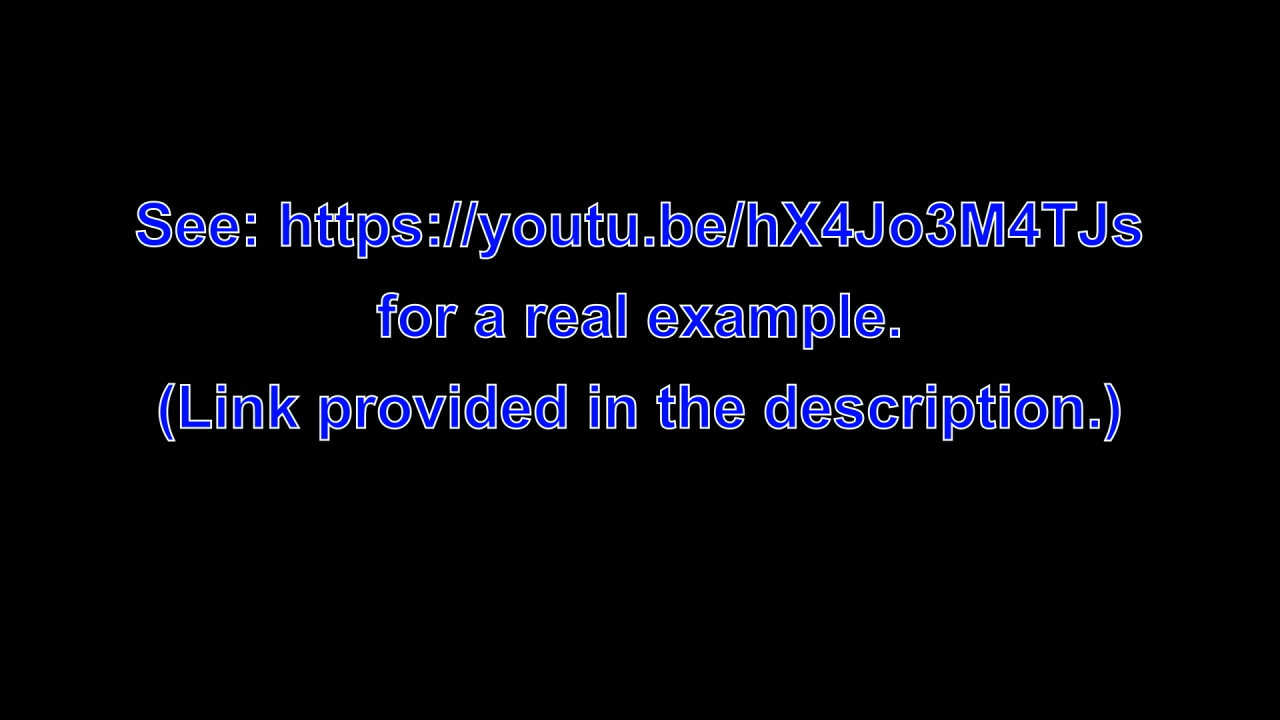 See: https://youtu.be/hX4Jo3M4TJs
for a real example.
(Link provided in the description.)